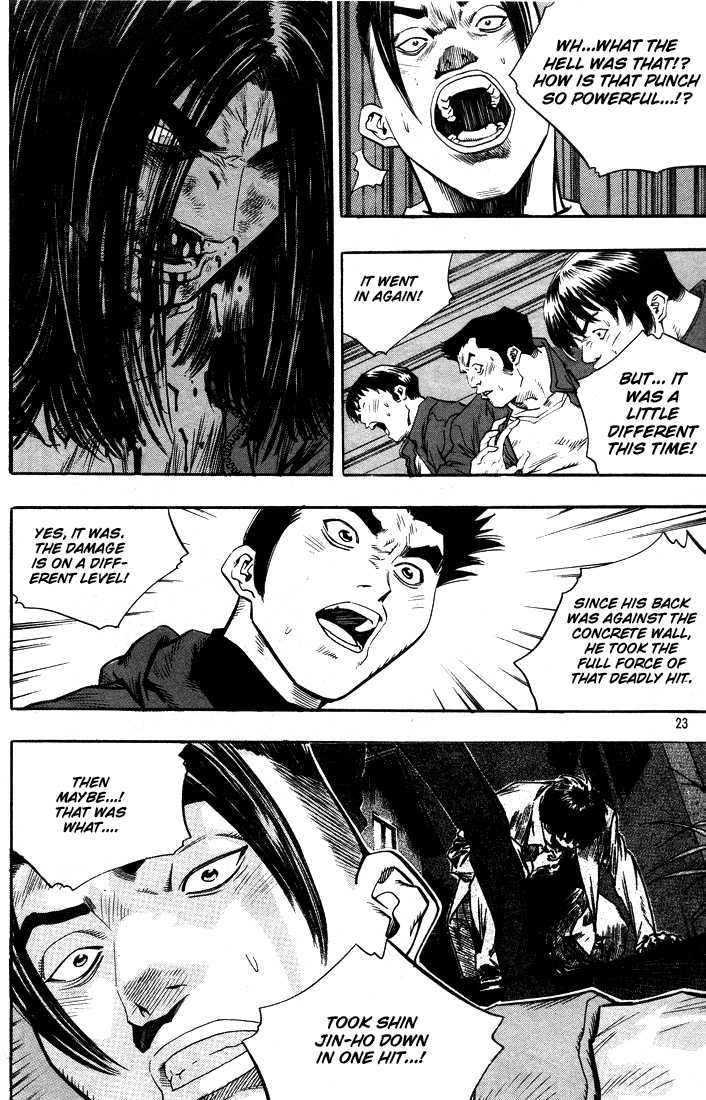 WH...WHAT THE
HELL WAS THAT!?
HOW IS THAT PUNCH
SO POWERFUL...!?
IT WENT
IN AGAIN!
BUT... IT
WAS A
LITTLE
DIFFERENT
THIS TIME!
YES, IT WAS.
THE DAMAGE
IS ON A DIFF-
ERENT LEVEL!
SINCE HIS BACK
WAS AGAINST THE
CONCRETE WALL,
HE TOOK THE
FULL FORCE OF
THAT DEADLY HIT.
23
THEN
MAYBE...!
THAT WAS
WHAT....
TOOK SHIN
JIN-HO DOWN
IN ONE HIT...!